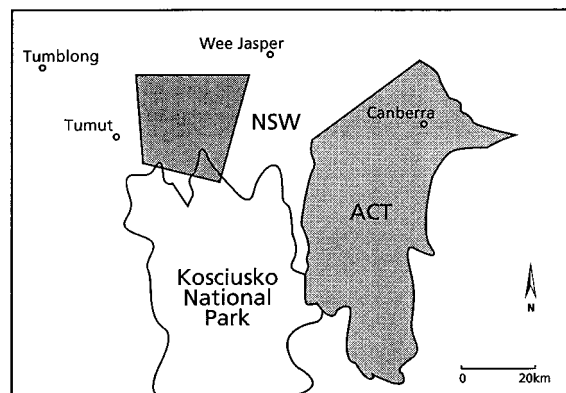 Wee Jasper
Tumblong
Canberra
Tumut
NSW
ACT
Kosciusko
National
Park
N
0 20km